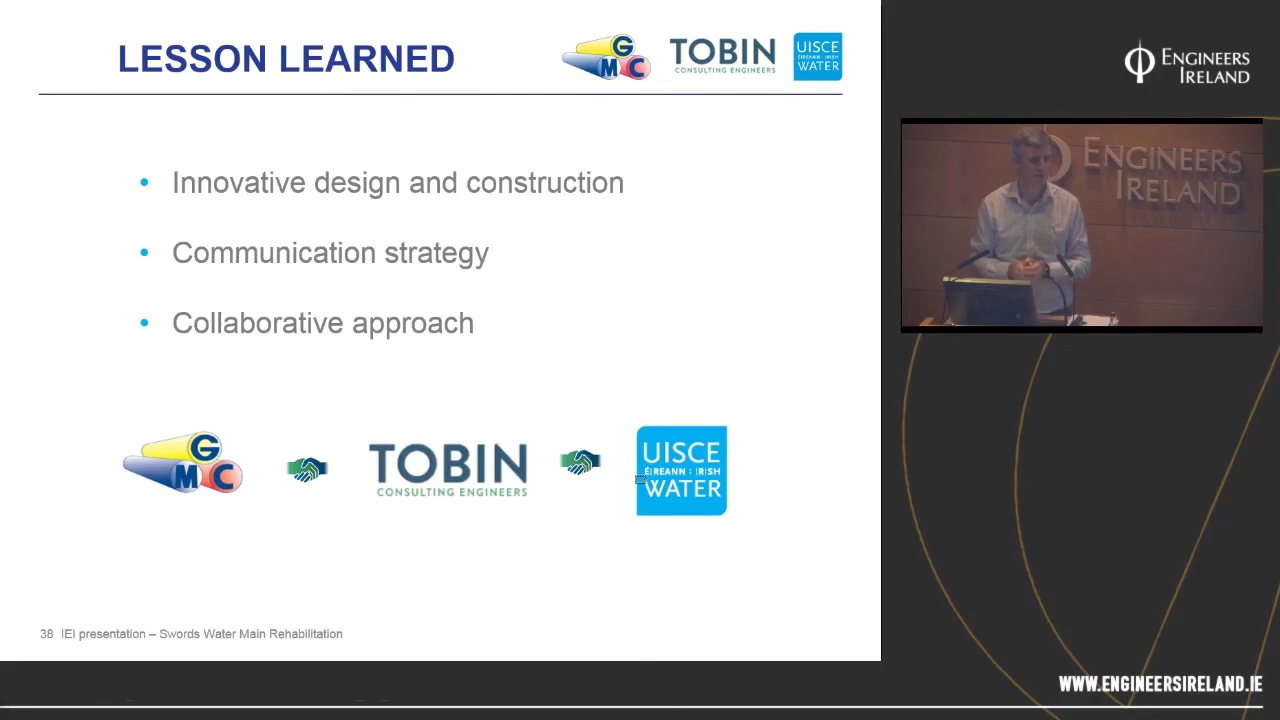 LESSON LEARNED
G
M C
TOBIN
CONSULTING ENGINEERS
UISCE
ÉIREANN : IRISH
WATER
ENGINEERS
IRELAND
ENGINEERS
IRELAND
• Innovative design and construction
• Communication strategy
• Collaborative approach
G
M C
TOBIN
CONSULTING ENGINEERS
UISCE
ÉIREANN : IRISH
WATER
38 IEI presentation – Swords Water Main Rehabilitation
WWW.ENGINEERSIRELAND.IE